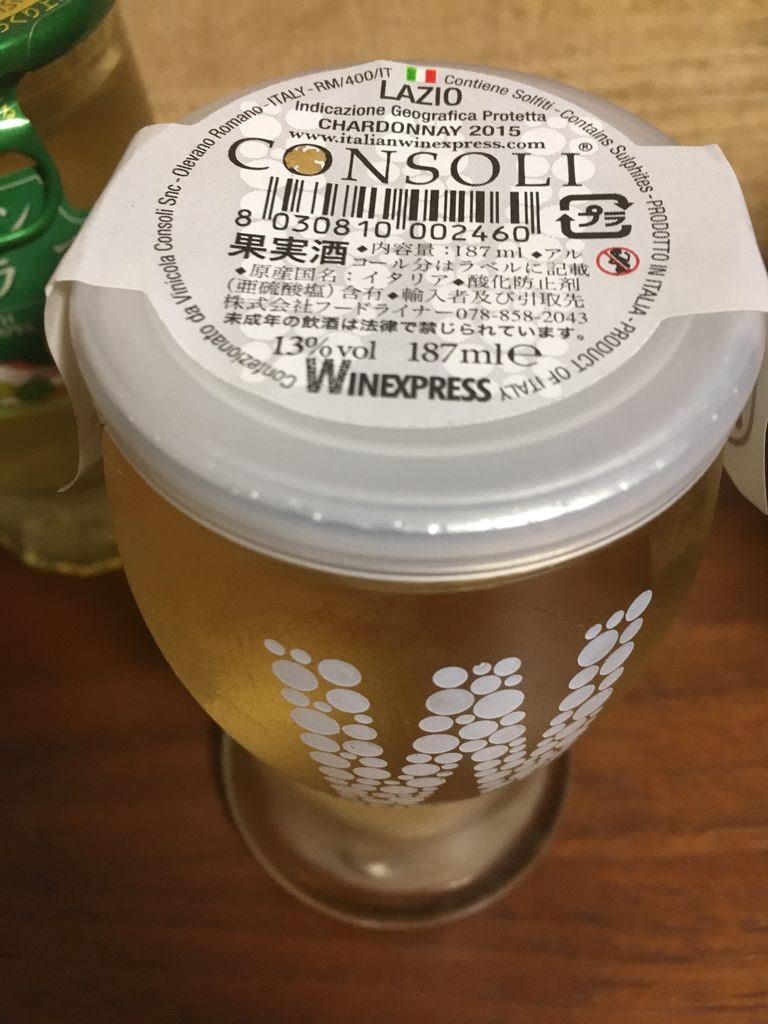 Confezionato da Vinicola Consoli Snc - Olevano Romano - ITALY - RM/400/IT
Contiene Solfiti - Contains Sulphites - PRODOTTO IN ITALIA - PRODUCT OF ITALY
LAZIO
Indicazione Geografica Protetta
CHARDONNAY 2015
www.italianwinexpress.com
CONSOLI®
8 030810 002460
プラ
果実酒 ◆内容量：187ml ◆アル
コール分はラベルに記載
◆原産国名：イタリア◆酸化防止剤
（亜硫酸塩）含有◆輸入者及び引取先
株式会社フードライナー078-858-2043
未成年の飲酒は法律で禁じられています。
13%vol 187ml℮
WINEXPRESS
W